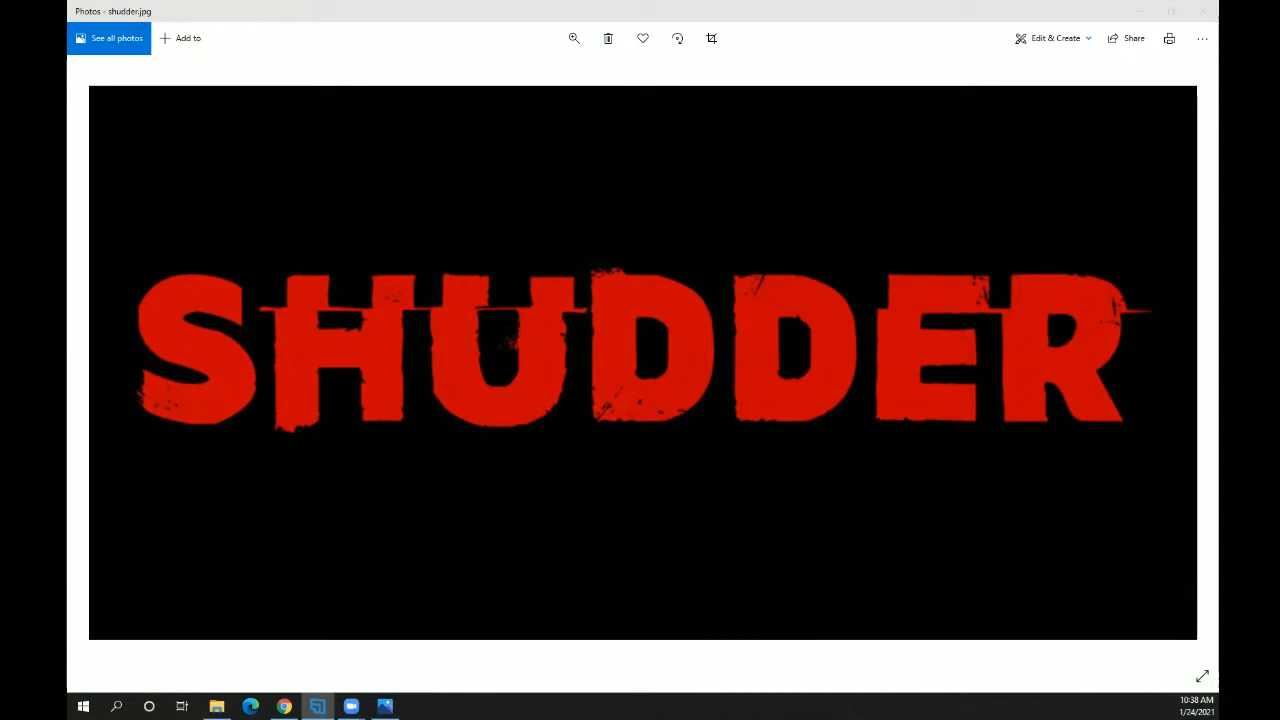 Photos - shudder.jpg
See all photos
Add to
Edit & Create
Share
SHUDDER
10:38 AM
1/24/2021